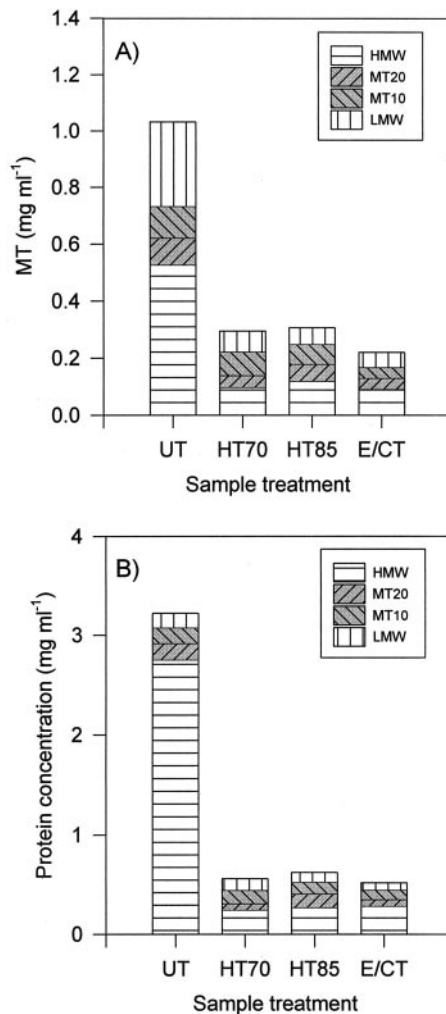 A)
HMW
MT20
MT10
LMW
1.4
1.2
1.0
0.8
0.6
0.4
0.2
0.0
MT (mg ml⁻¹)
UT HT70 HT85 E/CT
Sample treatment
B)
HMW
MT20
MT10
LMW
4
3
2
1
0
Protein concentration (mg ml⁻¹)
UT HT70 HT85 E/CT
Sample treatment